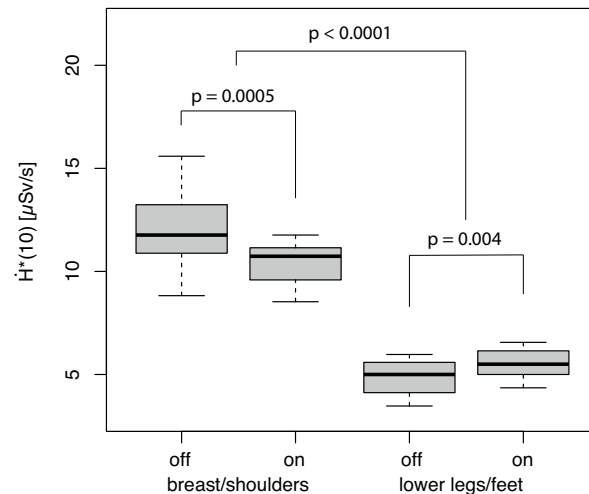 p < 0.0001
p = 0.0005
p = 0.004
Ḣ*(10) [µSv/s]
20
15
10
5
off on off on
breast/shoulders lower legs/feet